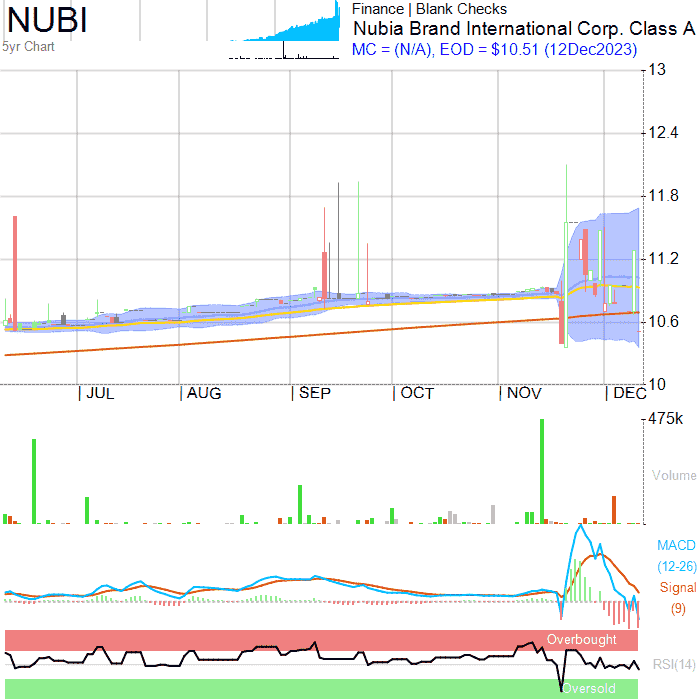 NUBI
5yr Chart
Finance | Blank Checks
Nubia Brand International Corp. Class A
MC = (N/A), EOD = $10.51 (12Dec2023)
13
12.4
11.8
11.2
10.6
10
JUL
AUG
SEP
OCT
NOV
DEC
475k
Volume
MACD
(12-26)
Signal
(9)
Overbought
RSI(14)
Oversold